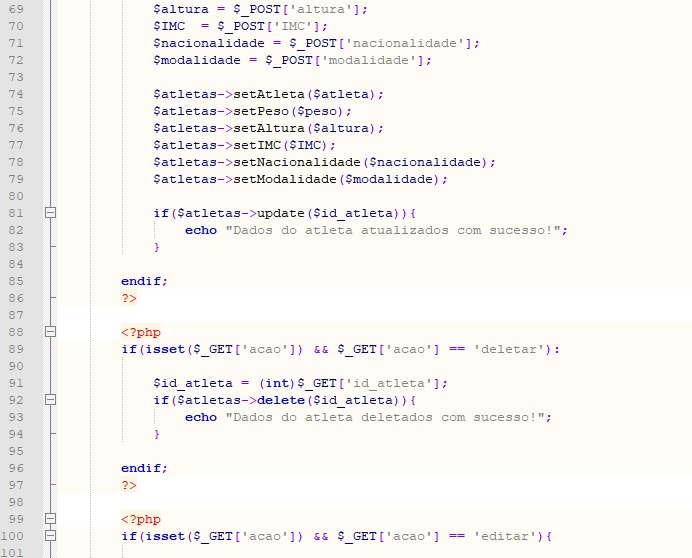 69 $altura = $_POST['altura'];
70 $IMC  = $_POST['IMC'];
71 $nacionalidade = $_POST['nacionalidade'];
72 $modalidade = $_POST['modalidade'];
73
74 $atletas->setAtleta($atleta);
75 $atletas->setPeso($peso);
76 $atletas->setAltura($altura);
77 $atletas->setIMC($IMC);
78 $atletas->setNacionalidade($nacionalidade);
79 $atletas->setModalidade($modalidade);
80
81 if($atletas->update($id_atleta)){
82 echo "Dados do atleta atualizados com sucesso!";
83 }
84
85 endif;
86 ?>
87
88 <?php
89 if(isset($_GET['acao']) && $_GET['acao'] == 'deletar'):
90
91 $id_atleta = (int)$_GET['id_atleta'];
92 if($atletas->delete($id_atleta)){
93 echo "Dados do atleta deletados com sucesso!";
94 }
95
96 endif;
97 ?>
98
99 <?php
100 if(isset($_GET['acao']) && $_GET['acao'] == 'editar'){
101